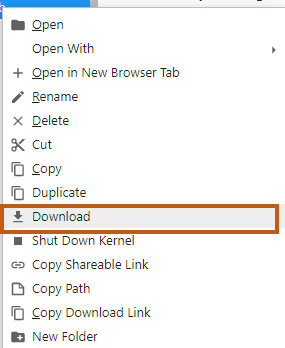 Open
Open With
Open in New Browser Tab
Rename
Delete
Cut
Copy
Duplicate
Download
Shut Down Kernel
Copy Shareable Link
Copy Path
Copy Download Link
New Folder